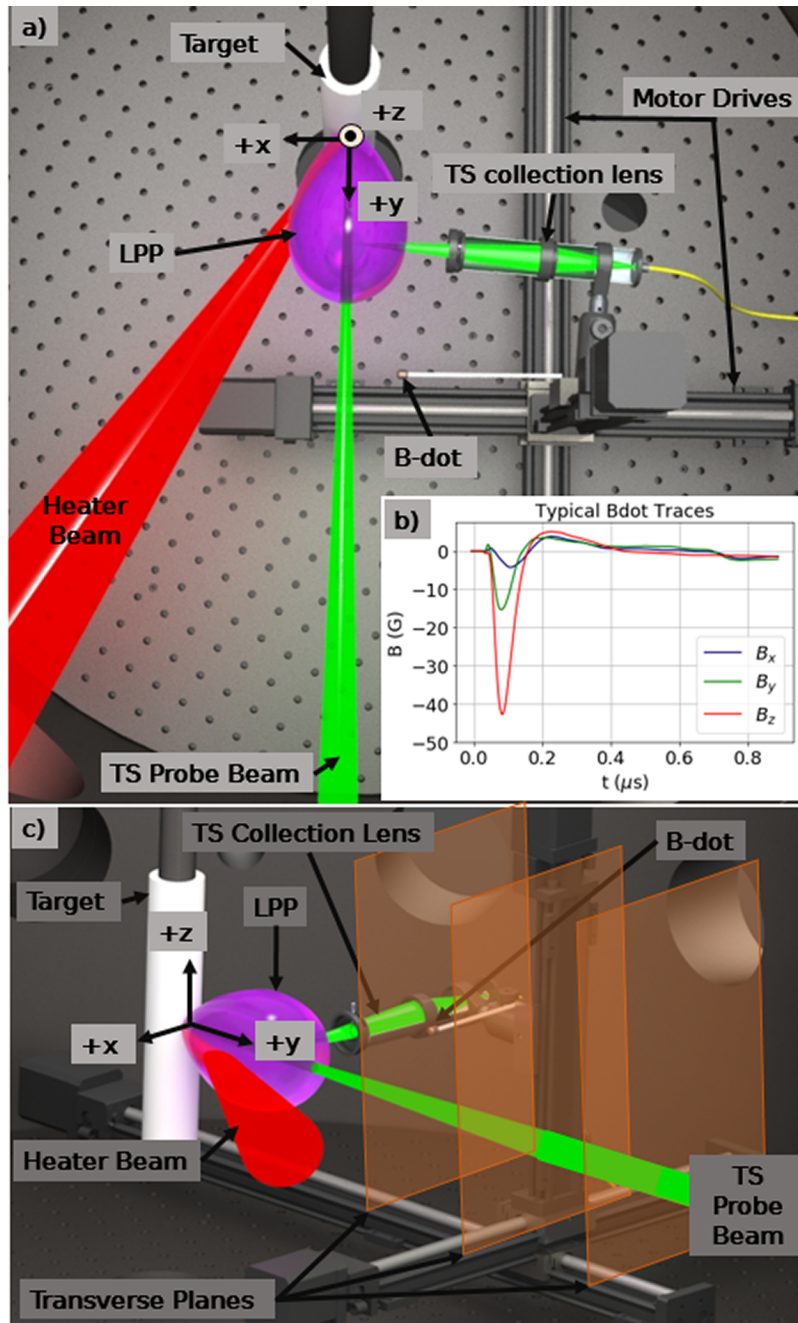 a)
Target
+z
+x
Motor Drives
TS collection lens
+y
LPP
B-dot
Heater
Beam
TS Probe Beam
b)
Typical Bdot Traces
B (G)
0
−10
−20
−30
−40
−50
Bx
By
Bz
0.0 0.2 0.4 0.6 0.8
t (μs)
c)
TS Collection Lens
B-dot
Target
LPP
+z
+x
+y
Heater Beam
TS
Probe
Beam
Transverse Planes